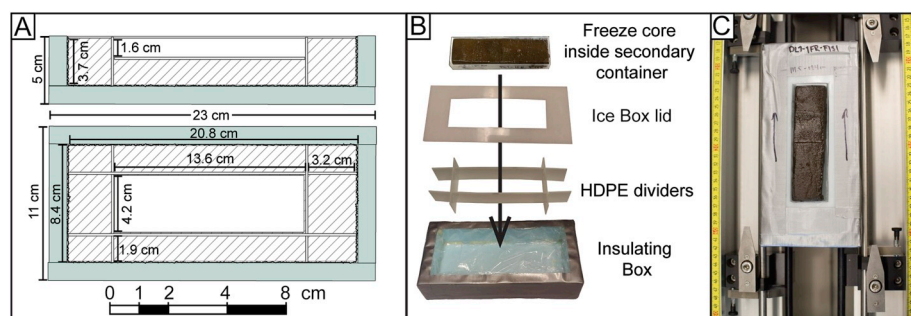 A
1.6 cm
3.7 cm
5 cm
23 cm
20.8 cm
13.6 cm
3.2 cm
4.2 cm
8.4 cm
11 cm
1.9 cm
0 1 2 4 8 cm
B
Freeze core
inside secondary
container
Ice Box lid
HDPE dividers
Insulating
Box
C